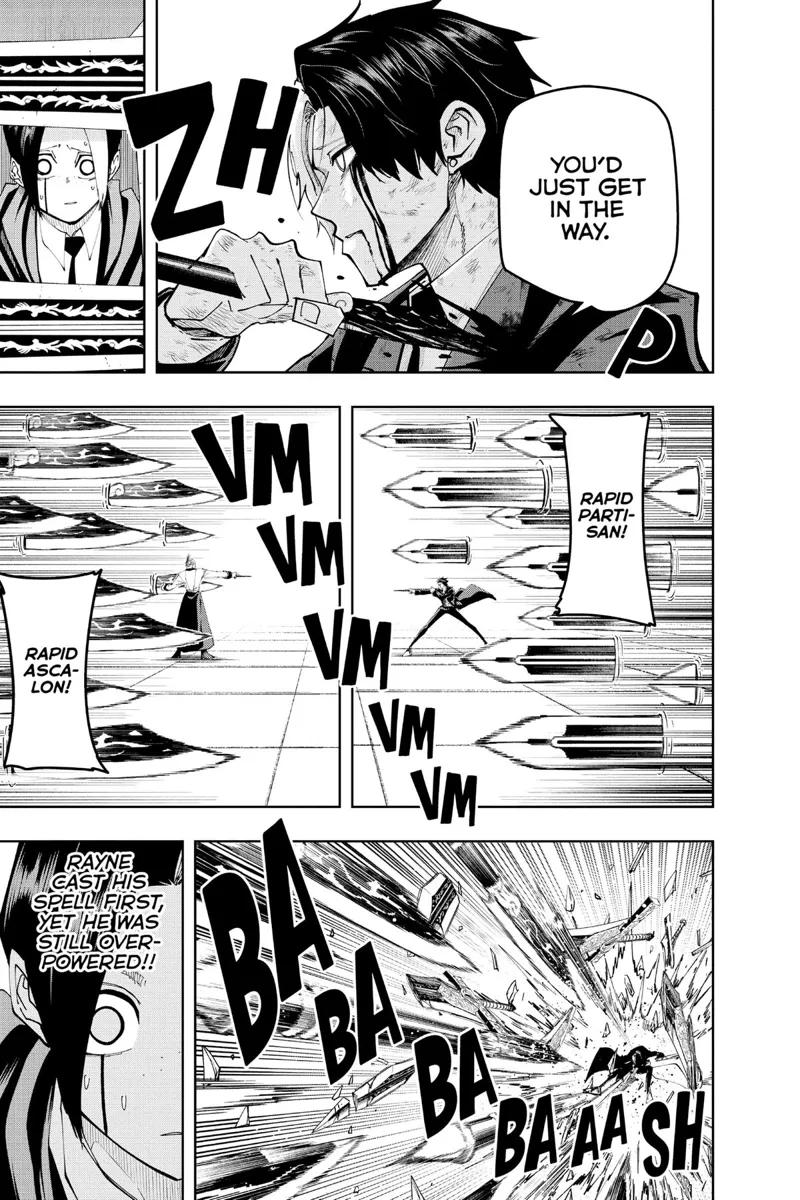 YOU'D
JUST GET
IN THE
WAY.
ZH
P
RAPID
PARTI-
SAN!
VM
VM
VM
VM
VM
RAPID
ASCA-
LON!
BA
BA
BA
BA
AA
SH
RAYNE
CAST HIS
SPELL FIRST,
YET HE WAS
STILL OVER-
POWERED!!